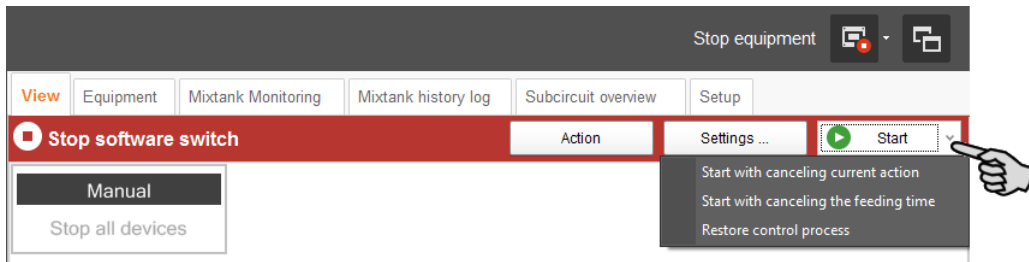 Stop equipment
View Equipment Mixtank Monitoring Mixtank history log Subcircuit overview Setup
Stop software switch Action Settings ... Start
Manual
Stop all devices
Start with canceling current action
Start with canceling the feeding time
Restore control process